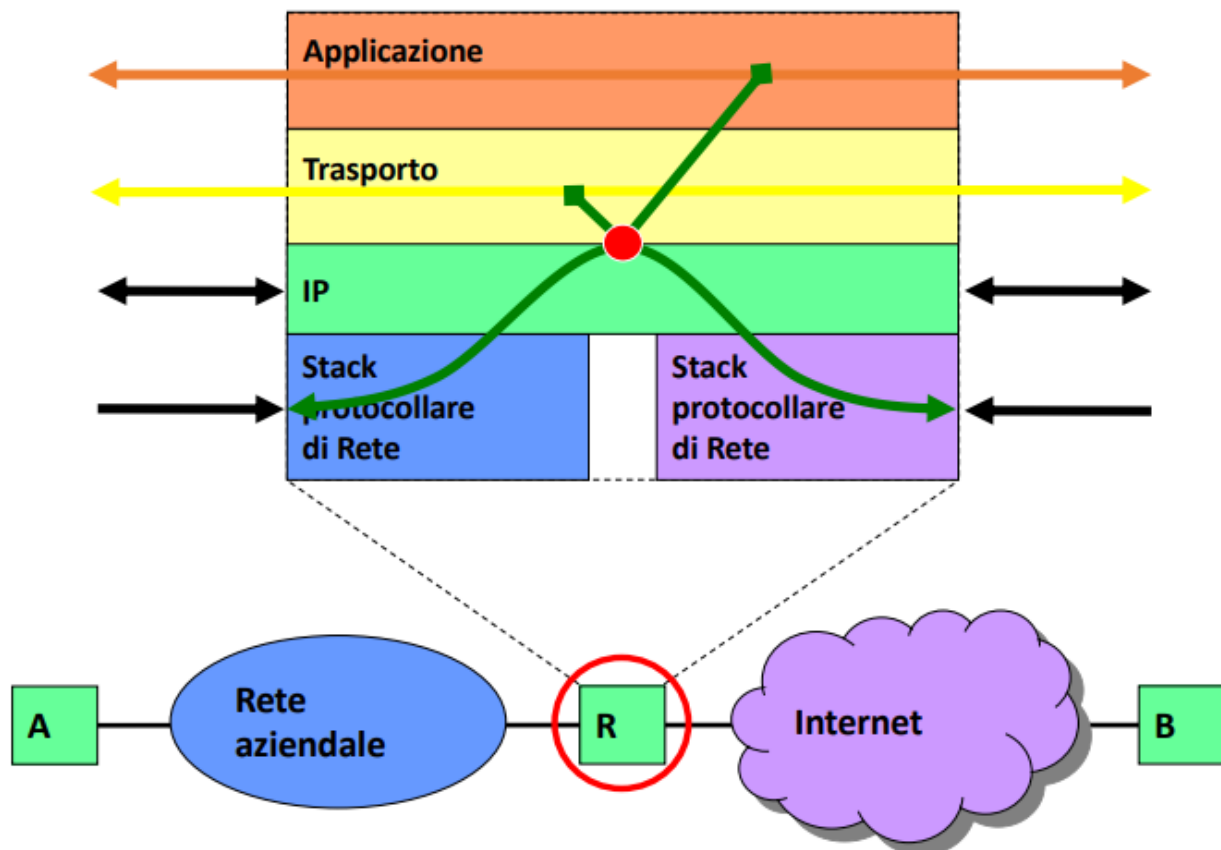 Applicazione
Trasporto
IP
Stack
protocollare
di Rete
Stack
protocollare
di Rete
A
Rete
aziendale
R
Internet
B